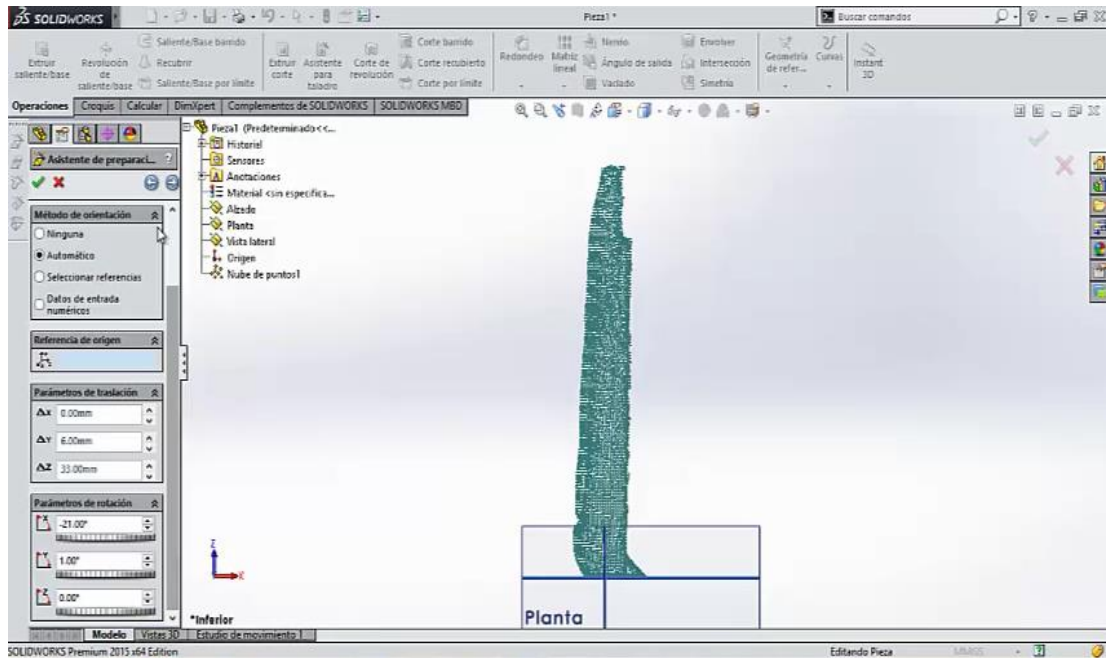 SOLIDWORKS
Pieza1 *
Buscar comandos
Extruir saliente/base
Revolución de saliente/base
Saliente/Base barrido
Recubrir
Saliente/Base por límite
Extruir corte
Asistente para taladro
Corte de revolución
Corte barrido
Corte recubierto
Corte por límite
Redondeo
Matriz lineal
Nervio
Ángulo de salida
Vaciado
Envolver
Intersección
Simetría
Geometría de refer...
Curvas
Instant 3D
Operaciones
Croquis
Calcular
DimXpert
Complementos de SOLIDWORKS
SOLIDWORKS MBD
Asistente de preparaci...
?
Método de orientación
Ninguna
Automático
Seleccionar referencias
Datos de entrada numéricos
Referencia de origen
Parámetros de traslación
ΔX 0.00mm
ΔY 6.00mm
ΔZ 33.00mm
Parámetros de rotación
-21.00°
1.00°
0.00°
Pieza1 (Predeterminado<<...
Historial
Sensores
Anotaciones
Material <sin especifica...
Alzado
Planta
Vista lateral
Origen
Nube de puntos1
Z
X
Planta
*Inferior
Modelo
Vistas 3D
Estudio de movimiento 1
SOLIDWORKS Premium 2015 x64 Edition
Editando Pieza
MMGS